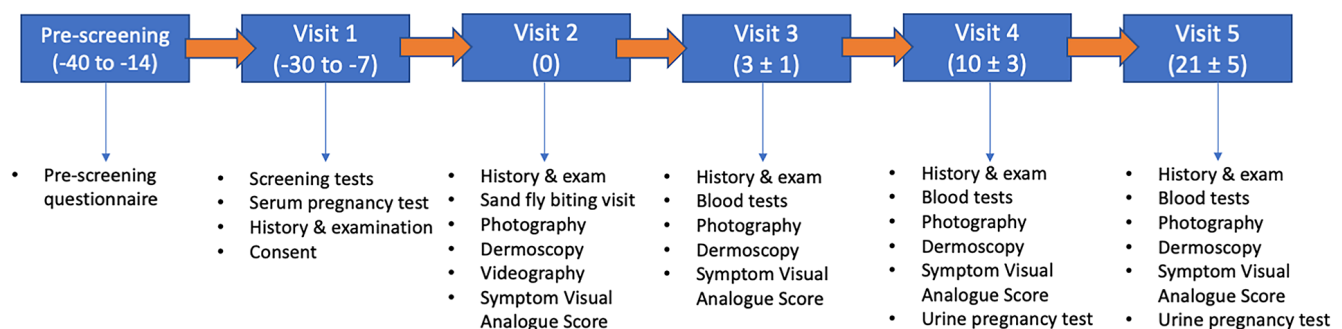 Pre-screening
(-40 to -14)
Visit 1
(-30 to -7)
Visit 2
(0)
Visit 3
(3 ± 1)
Visit 4
(10 ± 3)
Visit 5
(21 ± 5)
• Pre-screening
questionnaire
• Screening tests
• Serum pregnancy test
• History & examination
• Consent
• History & exam
• Sand fly biting visit
• Photography
• Dermoscopy
• Videography
• Symptom Visual
Analogue Score
• History & exam
• Blood tests
• Photography
• Dermoscopy
• Symptom Visual
Analogue Score
• History & exam
• Blood tests
• Photography
• Dermoscopy
• Symptom Visual
Analogue Score
• Urine pregnancy test
• History & exam
• Blood tests
• Photography
• Dermoscopy
• Symptom Visual
Analogue Score
• Urine pregnancy test